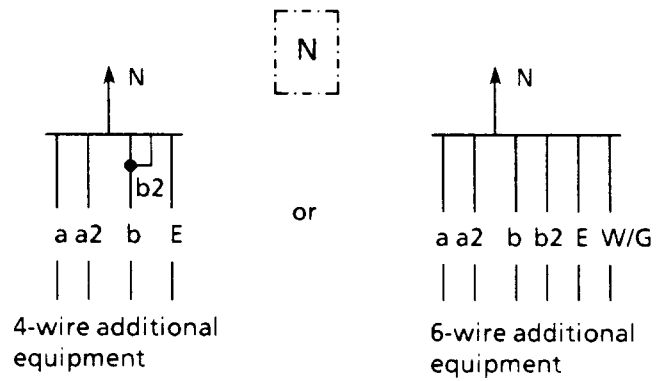 N
N
b2
a a2 b E
4-wire additional
equipment
or
N
a a2 b b2 E W/G
6-wire additional
equipment